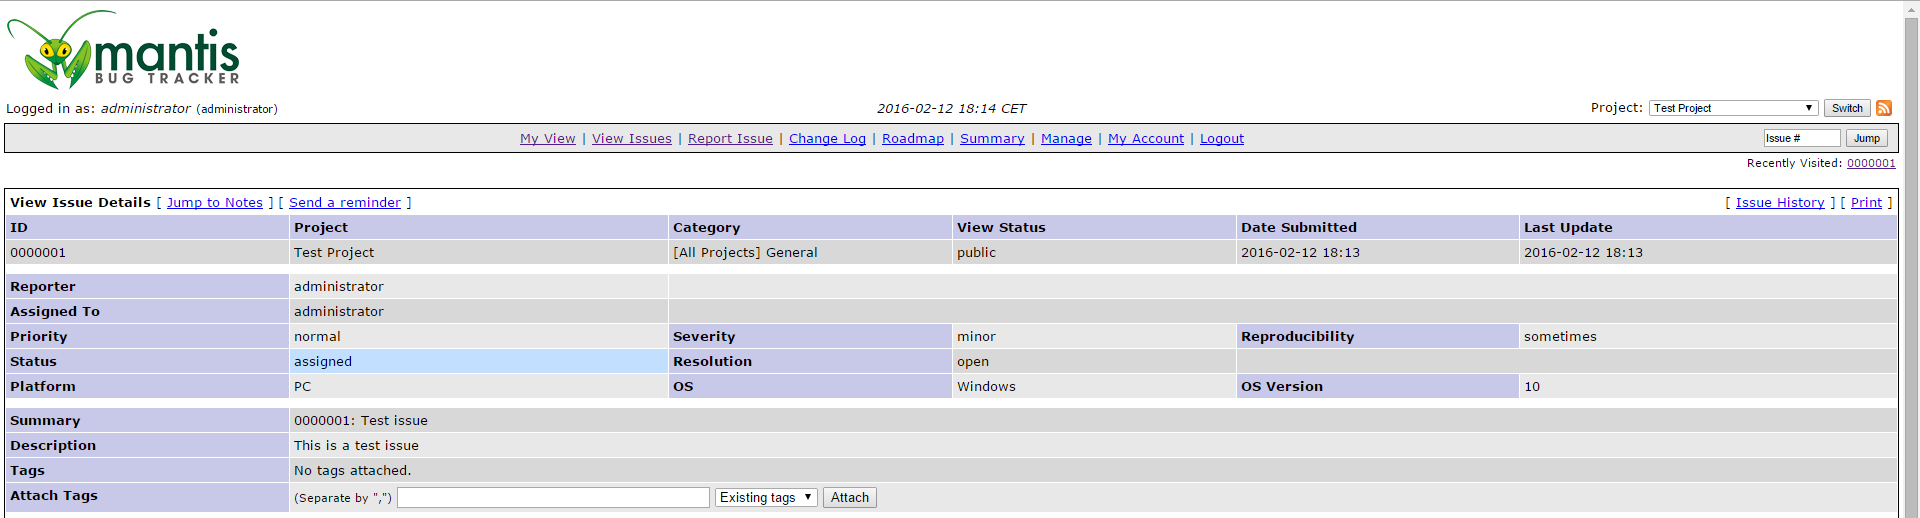 mantis
BUG TRACKER
Logged in as: administrator (administrator) 2016-02-12 18:14 CET Project: Test Project Switch
My View | View Issues | Report Issue | Change Log | Roadmap | Summary | Manage | My Account | Logout Issue # Jump
Recently Visited: 0000001
View Issue Details [ Jump to Notes ] [ Send a reminder ] [ Issue History ] [ Print ]
ID Project Category View Status Date Submitted Last Update
0000001 Test Project [All Projects] General public 2016-02-12 18:13 2016-02-12 18:13
Reporter administrator
Assigned To administrator
Priority normal Severity minor Reproducibility sometimes
Status assigned Resolution open
Platform PC OS Windows OS Version 10
Summary 0000001: Test issue
Description This is a test issue
Tags No tags attached.
Attach Tags (Separate by ",") Existing tags Attach